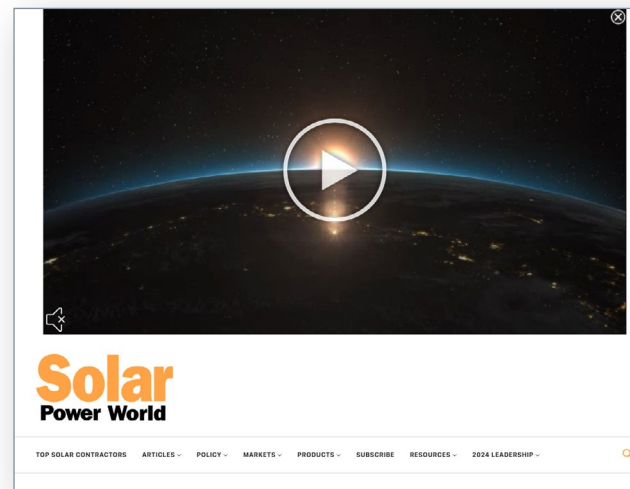 Solar
Power World
TOP SOLAR CONTRACTORS ARTICLES POLICY MARKETS PRODUCTS SUBSCRIBE RESOURCES 2024 LEADERSHIP